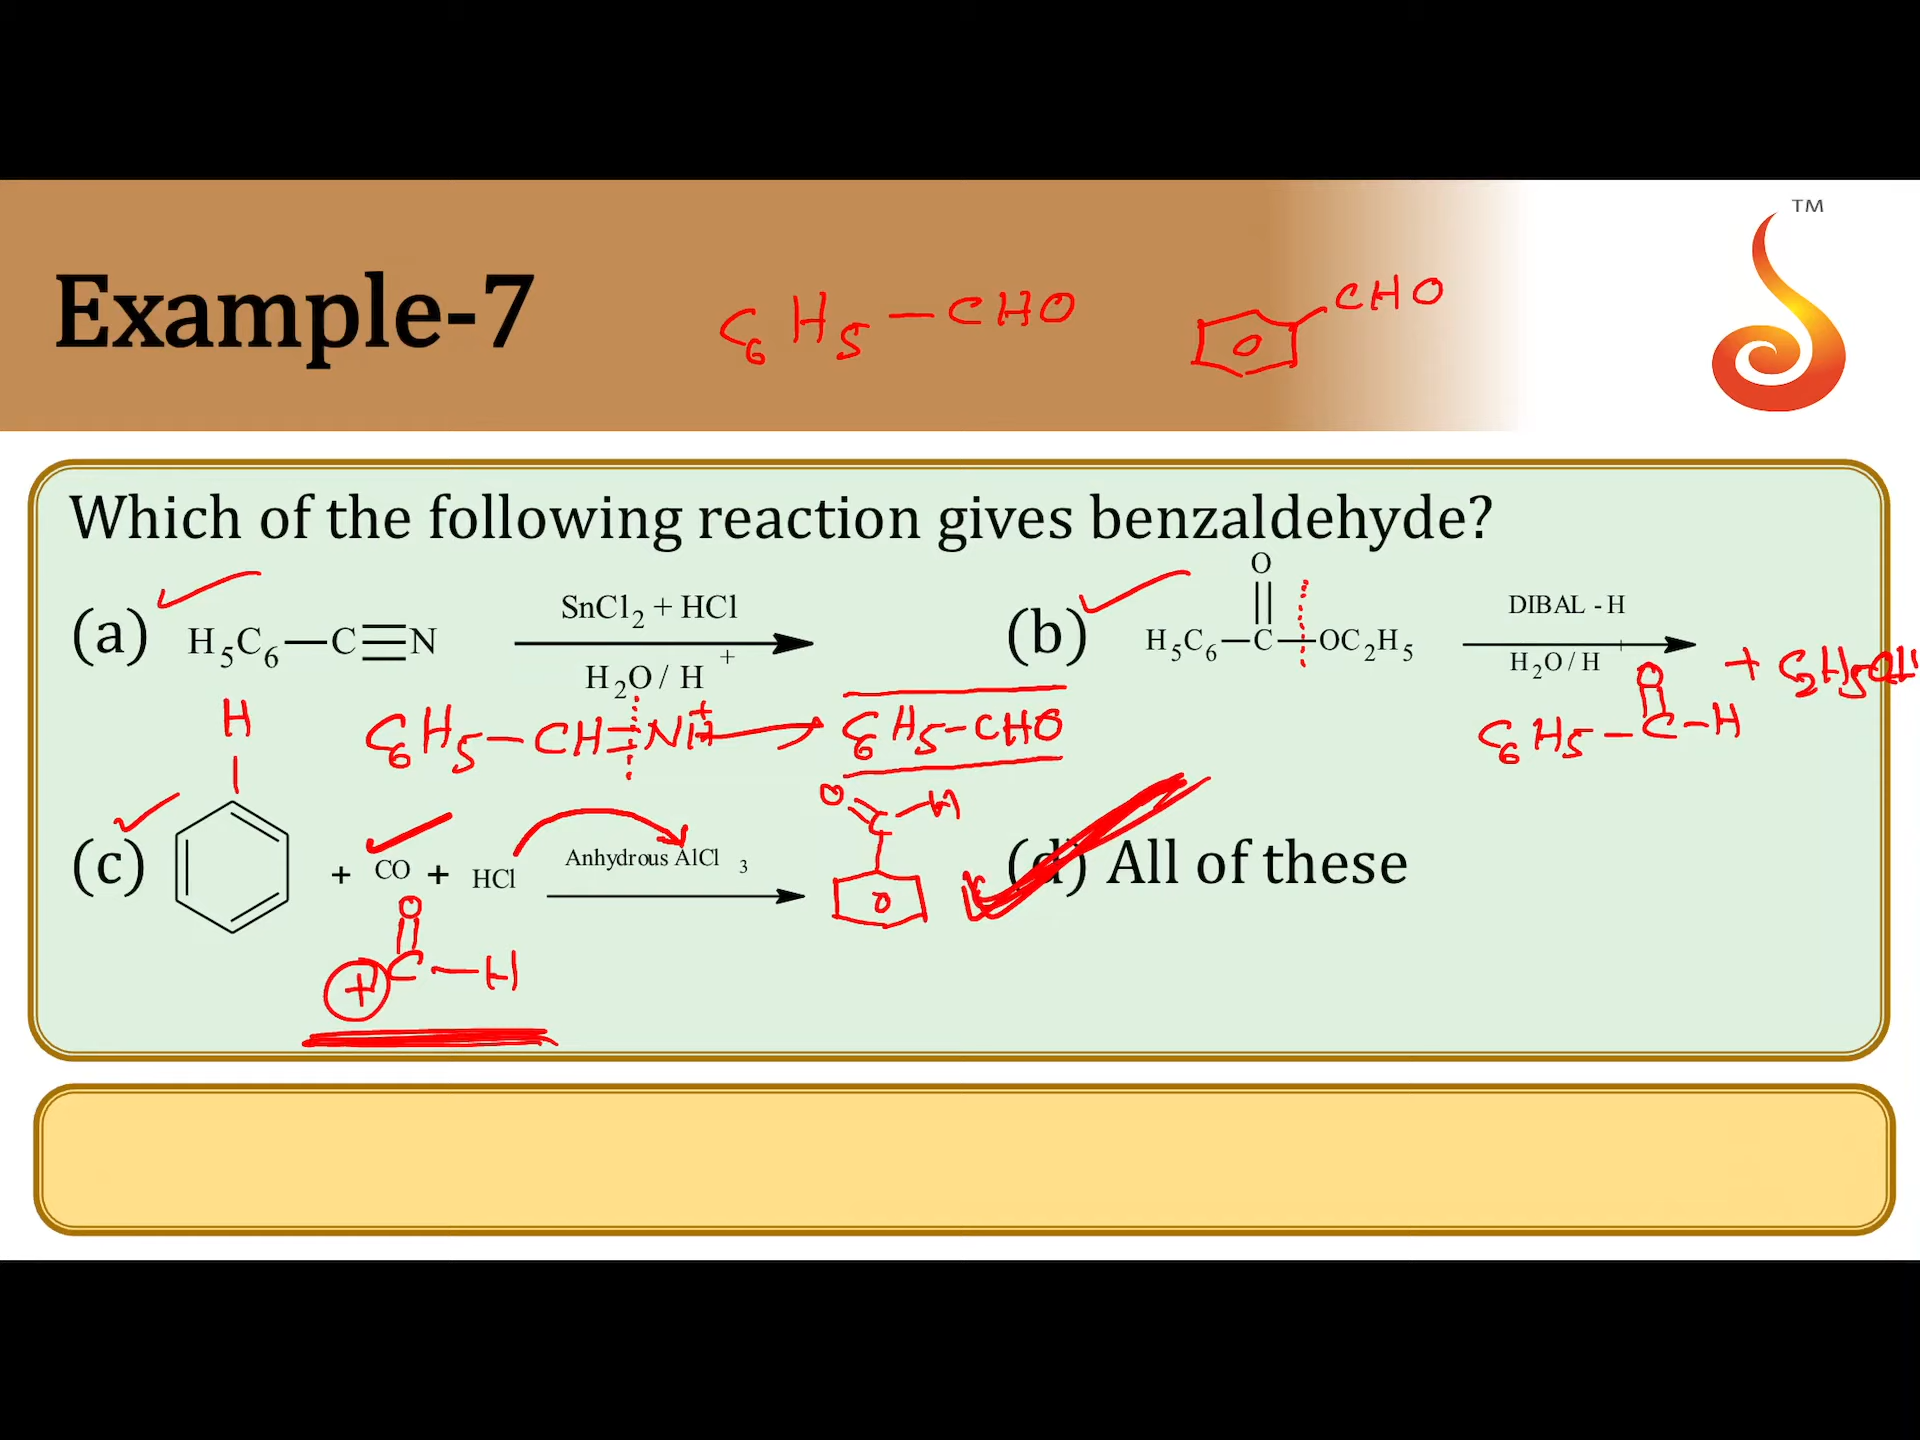 TM
Example-7
C6H5-CHO
CHO
Which of the following reaction gives benzaldehyde?
(a) H5C6—C≡N
SnCl2 + HCl
H2O / H+
(b) H5C6—C—OC2H5
O
DIBAL - H
H2O / H+
+ C2H5OH
H
C6H5-CH=NH+
C6H5-CHO
O
C6H5-C-H
O
C-H
(c) + CO + HCl
Anhydrous AlCl3
O
(d) All of these
O
+C-H